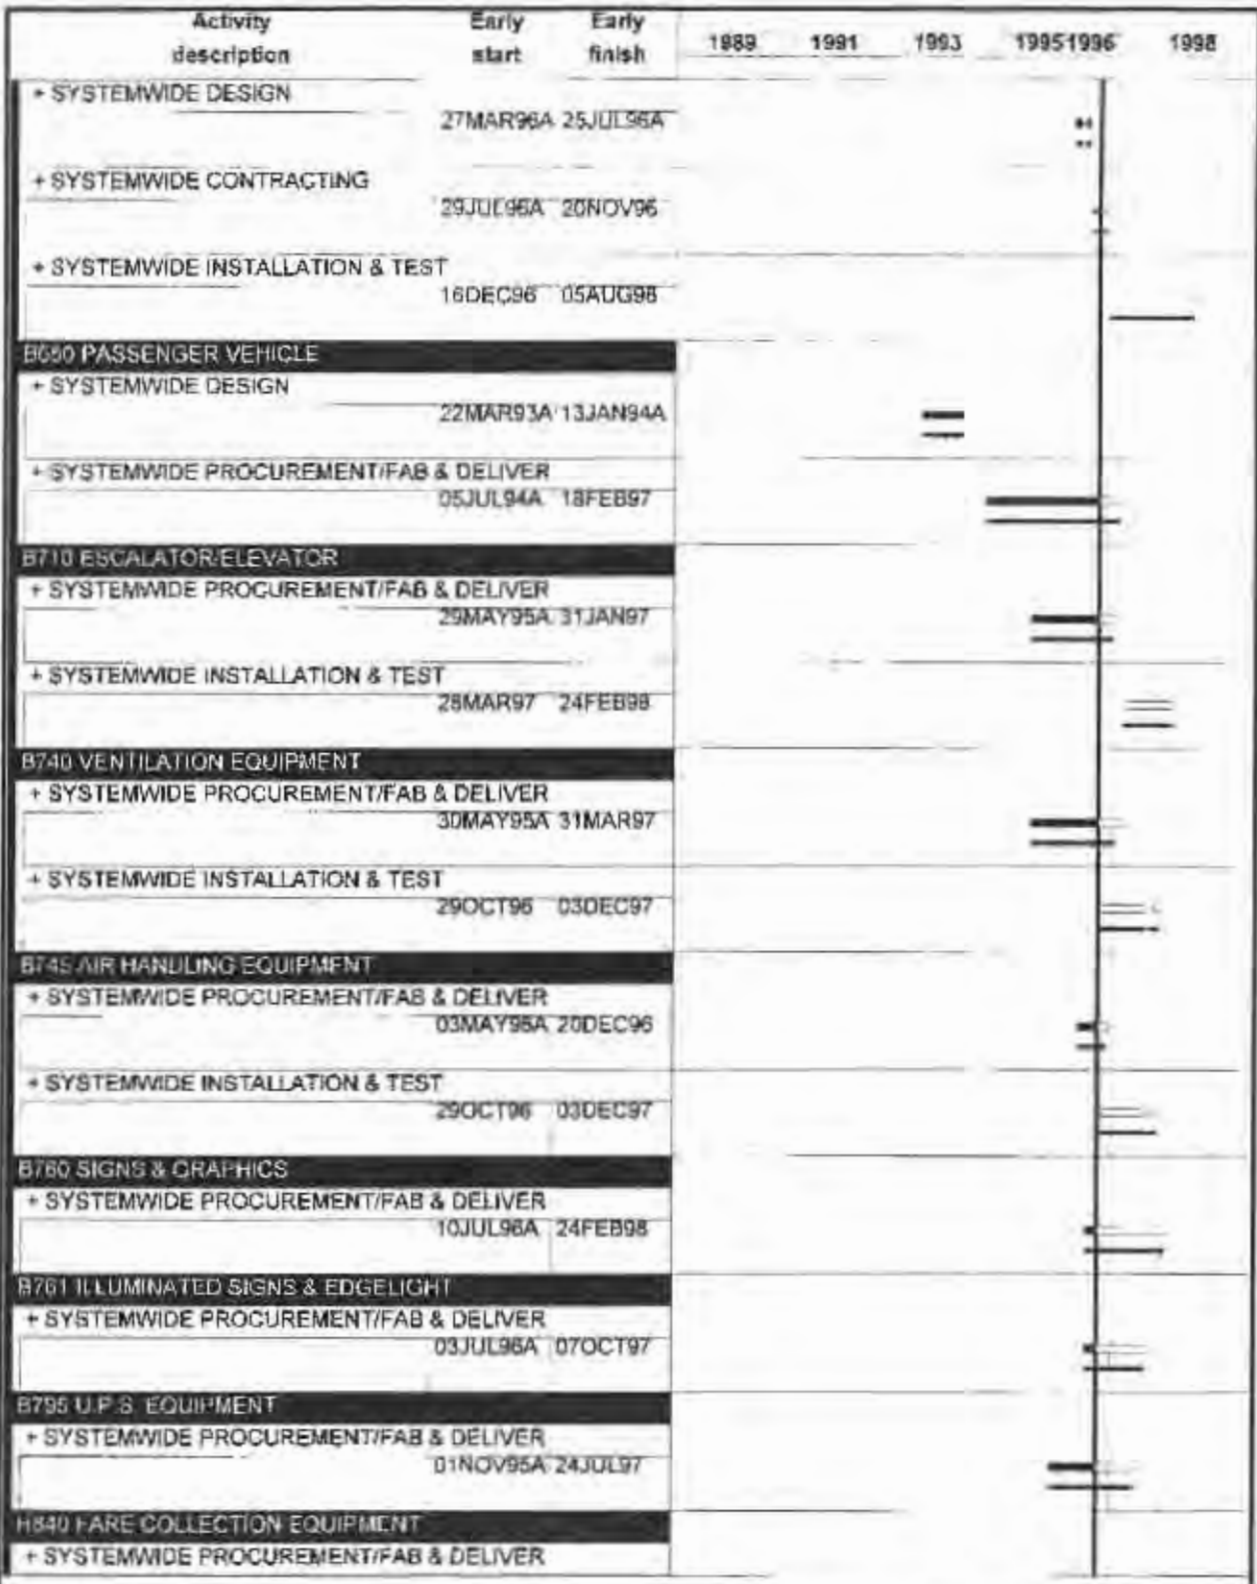 Activity Early Early
description start finish 1989 1991 1993 1995 1996 1998
+ SYSTEMWIDE DESIGN
27MAR96A 25JUL96A
+ SYSTEMWIDE CONTRACTING
29JUL96A 20NOV96
+ SYSTEMWIDE INSTALLATION & TEST
16DEC96 05AUG98
B650 PASSENGER VEHICLE
+ SYSTEMWIDE DESIGN
22MAR93A 13JAN94A
+ SYSTEMWIDE PROCUREMENT/FAB & DELIVER
05JUL94A 18FEB97
B710 ESCALATOR/ELEVATOR
+ SYSTEMWIDE PROCUREMENT/FAB & DELIVER
29MAY95A 31JAN97
+ SYSTEMWIDE INSTALLATION & TEST
28MAR97 24FEB98
B740 VENTILATION EQUIPMENT
+ SYSTEMWIDE PROCUREMENT/FAB & DELIVER
30MAY95A 31MAR97
+ SYSTEMWIDE INSTALLATION & TEST
29OCT96 03DEC97
B745 AIR HANDLING EQUIPMENT
+ SYSTEMWIDE PROCUREMENT/FAB & DELIVER
03MAY96A 20DEC96
+ SYSTEMWIDE INSTALLATION & TEST
29OCT96 03DEC97
B760 SIGNS & GRAPHICS
+ SYSTEMWIDE PROCUREMENT/FAB & DELIVER
10JUL96A 24FEB98
B761 ILLUMINATED SIGNS & EDGELIGHT
+ SYSTEMWIDE PROCUREMENT/FAB & DELIVER
03JUL96A 07OCT97
B795 U.P.S. EQUIPMENT
+ SYSTEMWIDE PROCUREMENT/FAB & DELIVER
01NOV95A 24JUL97
H840 FARE COLLECTION EQUIPMENT
+ SYSTEMWIDE PROCUREMENT/FAB & DELIVER